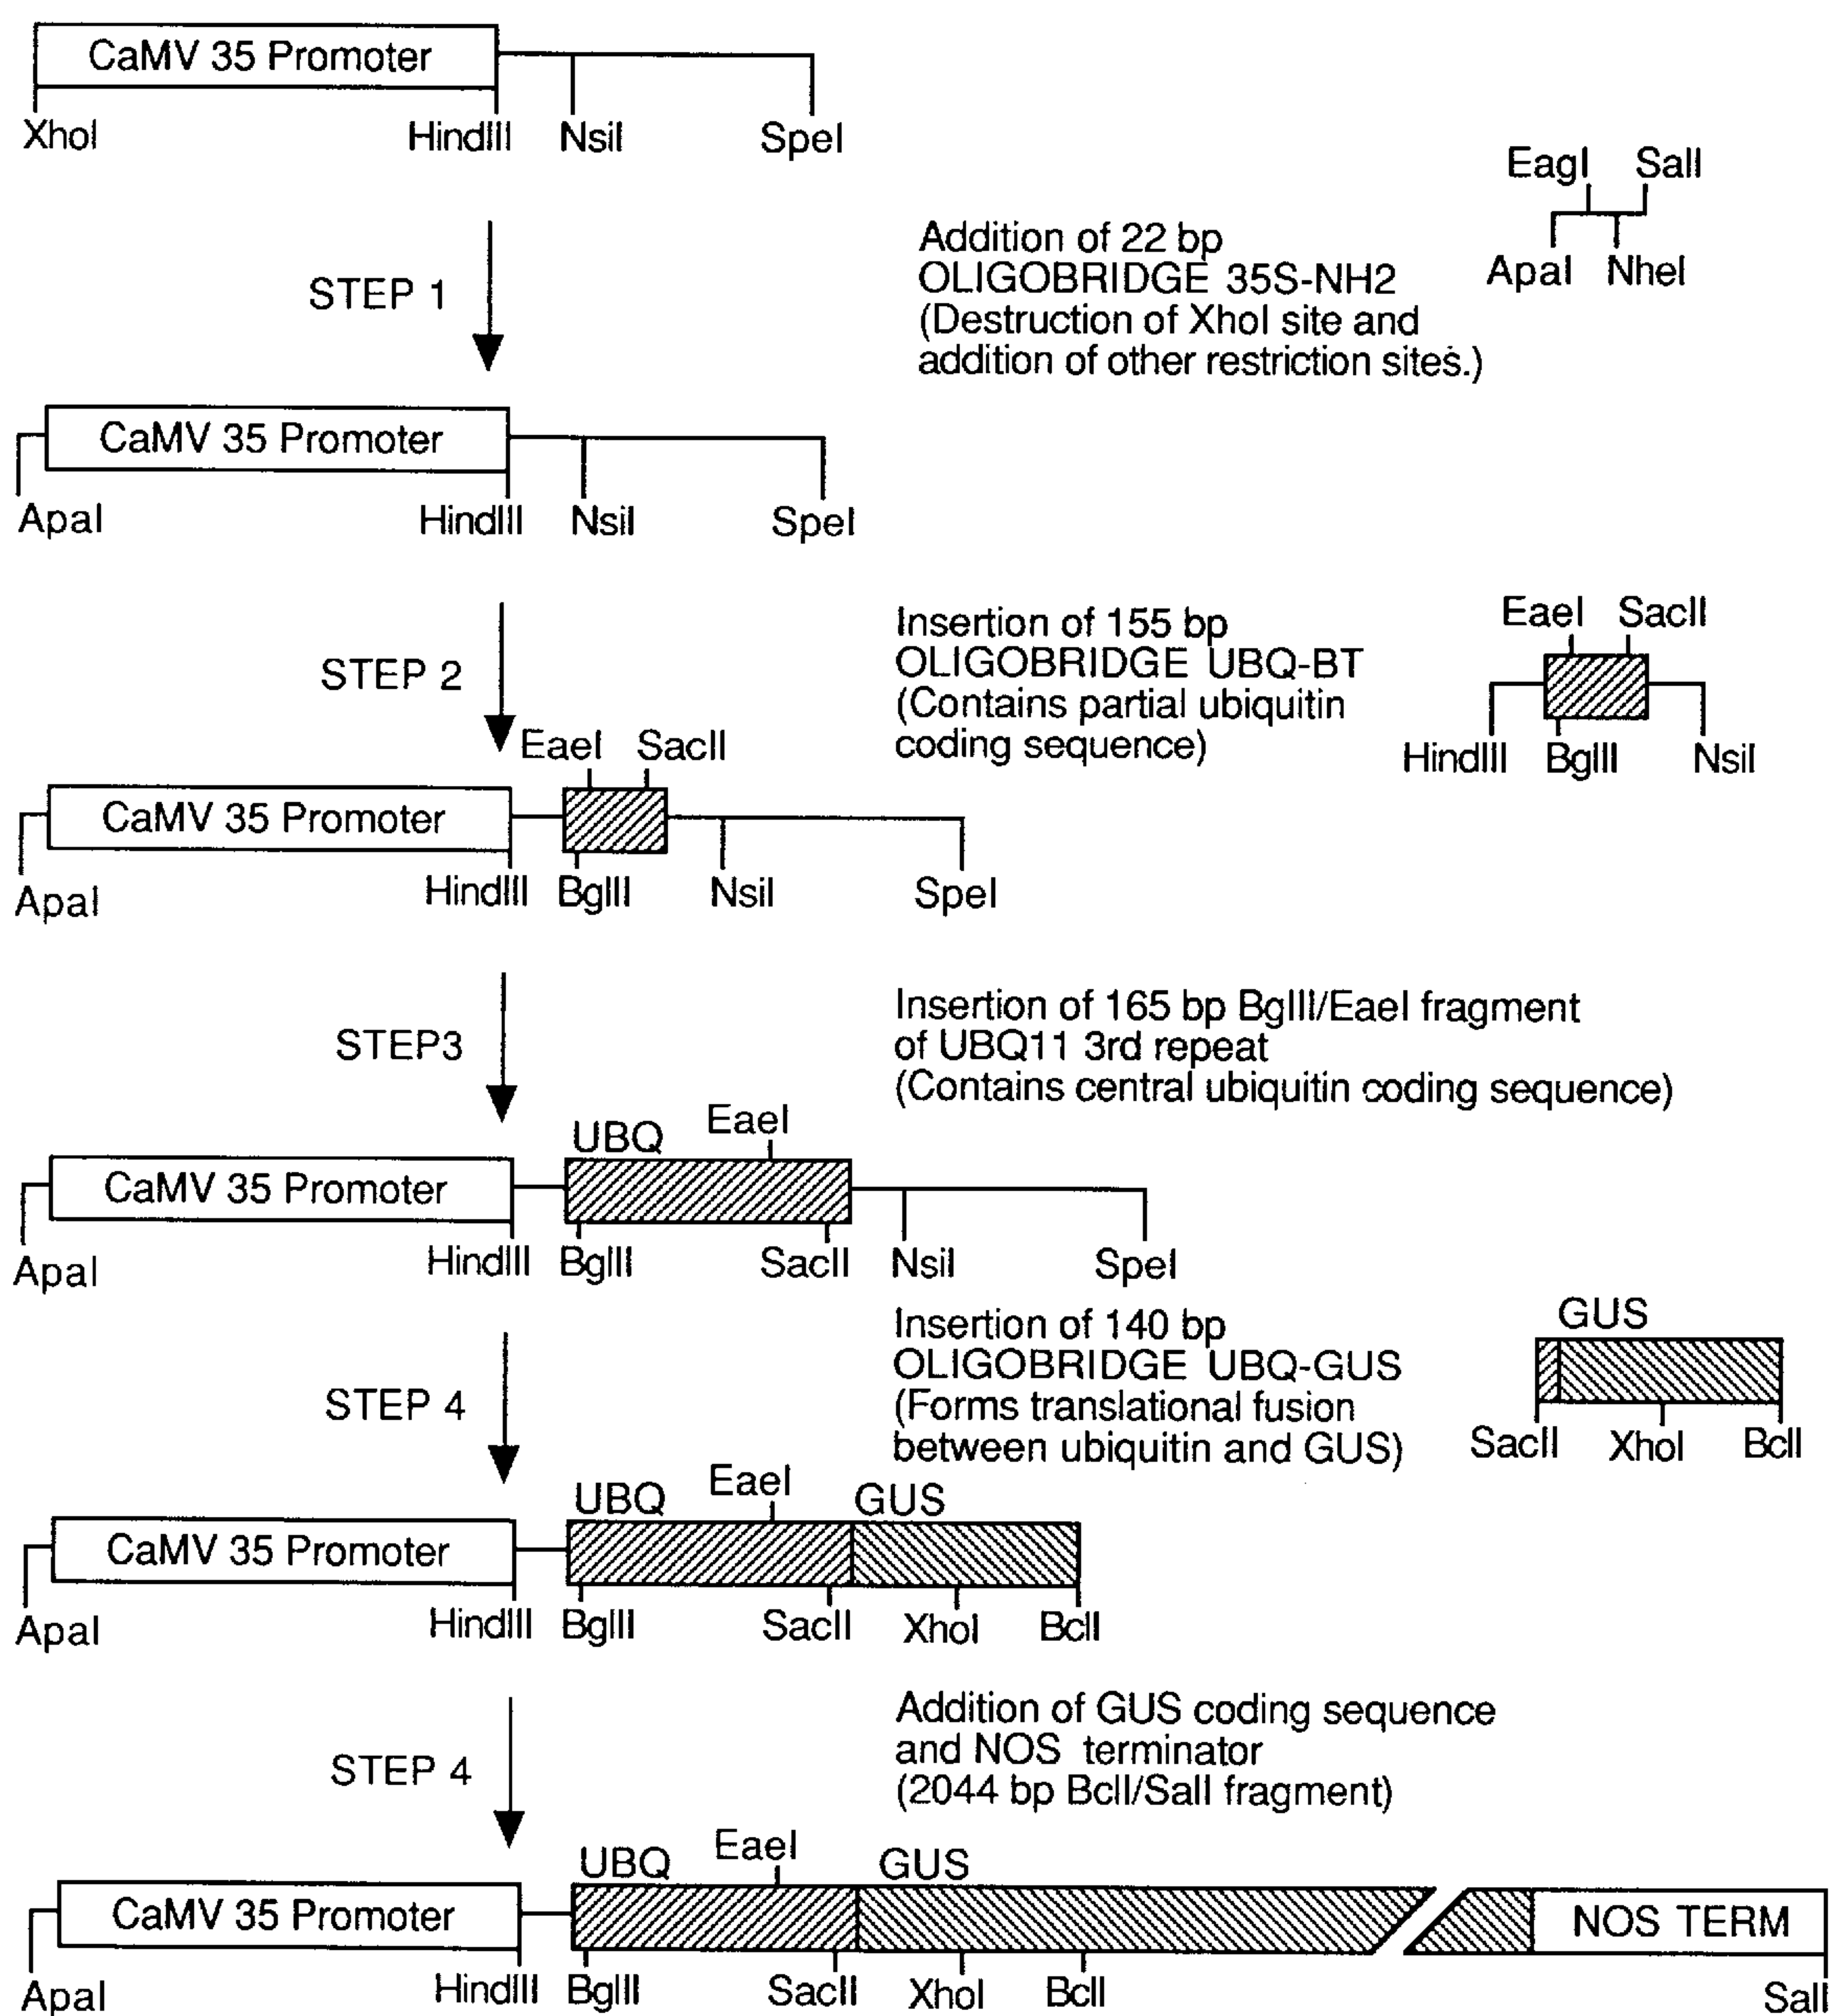 CaMV 35 Promoter
XhoI
HindIII
NsiI
SpeI
EagI
SalI
ApaI
NheI
STEP 1
Addition of 22 bp
OLIGOBRIDGE 35S-NH2
(Destruction of XhoI site and
addition of other restriction sites.)
CaMV 35 Promoter
ApaI
HindIII
NsiI
SpeI
STEP 2
Insertion of 155 bp
OLIGOBRIDGE UBQ-BT
(Contains partial ubiquitin
coding sequence)
EaeI
SacII
HindIII
BglII
NsiI
EaeI
SacII
CaMV 35 Promoter
ApaI
HindIII
BglII
NsiI
SpeI
STEP3
Insertion of 165 bp BglII/EaeI fragment
of UBQ11 3rd repeat
(Contains central ubiquitin coding sequence)
UBQ
EaeI
CaMV 35 Promoter
ApaI
HindIII
BglII
SacII
NsiI
SpeI
STEP 4
Insertion of 140 bp
OLIGOBRIDGE UBQ-GUS
(Forms translational fusion
between ubiquitin and GUS)
GUS
SacII
XhoI
BclI
UBQ
EaeI
GUS
CaMV 35 Promoter
ApaI
HindIII
BglII
SacII
XhoI
BclI
STEP 4
Addition of GUS coding sequence
and NOS terminator
(2044 bp BclI/SalI fragment)
UBQ
EaeI
GUS
CaMV 35 Promoter
NOS TERM
ApaI
HindIII
BglII
SacII
XhoI
BclI
SalI